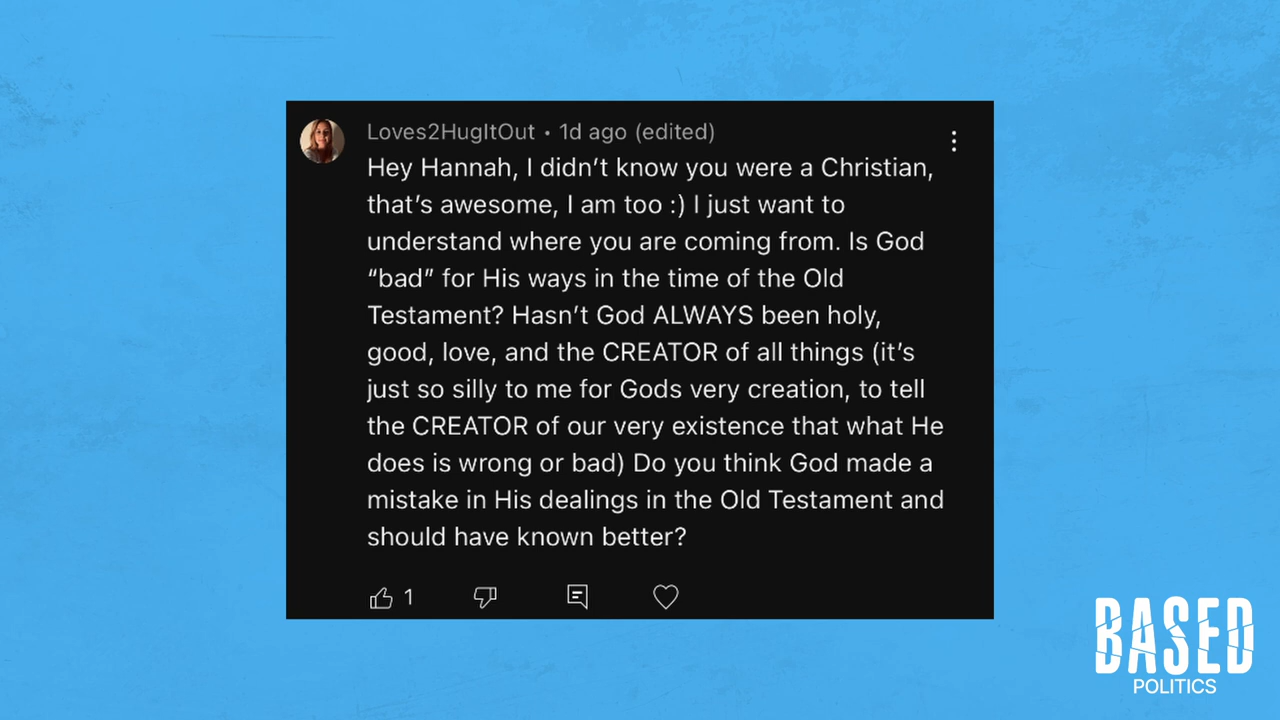 Loves2HugItOut • 1d ago (edited)
Hey Hannah, I didn’t know you were a Christian,
that’s awesome, I am too :) I just want to
understand where you are coming from. Is God
“bad” for His ways in the time of the Old
Testament? Hasn’t God ALWAYS been holy,
good, love, and the CREATOR of all things (it’s
just so silly to me for Gods very creation, to tell
the CREATOR of our very existence that what He
does is wrong or bad) Do you think God made a
mistake in His dealings in the Old Testament and
should have known better?
1
BASED
POLITICS